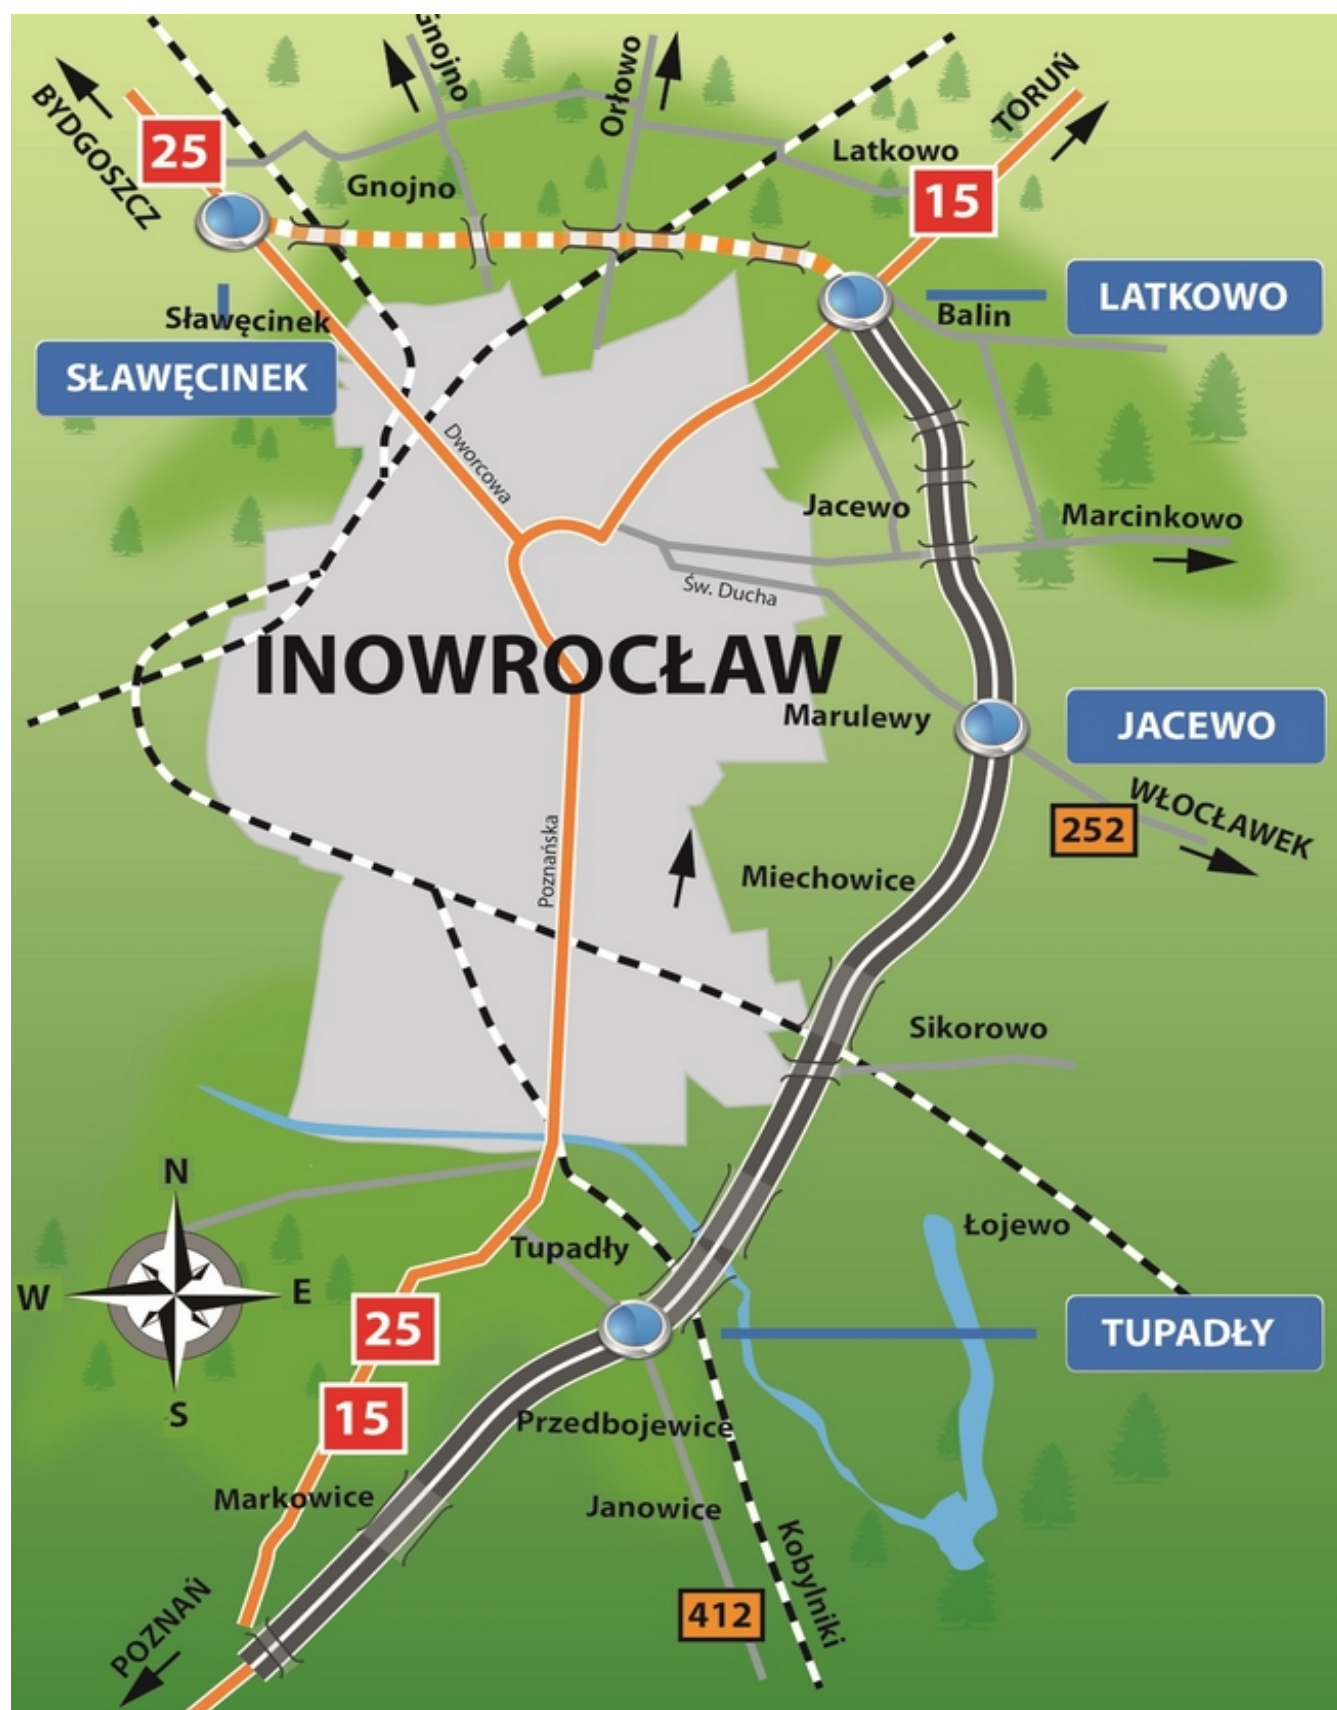 Gnojno
Orłowo
TORUŃ
BYDGOSZCZ
25
Latkowo
Gnojno
15
LATKOWO
Balin
Sławęcinek
SŁAWĘCINEK
Dworcowa
Jacewo
Marcinkowo
Św. Ducha
INOWROCŁAW
Marulewy
JACEWO
WŁOCŁAWEK
252
Poznańska
Miechowice
Sikorowo
N
W
E
S
Łojewo
Tupadły
25
TUPADŁY
15
Przedbojewice
Markowice
Janowice
Kobylniki
POZNAŃ
412